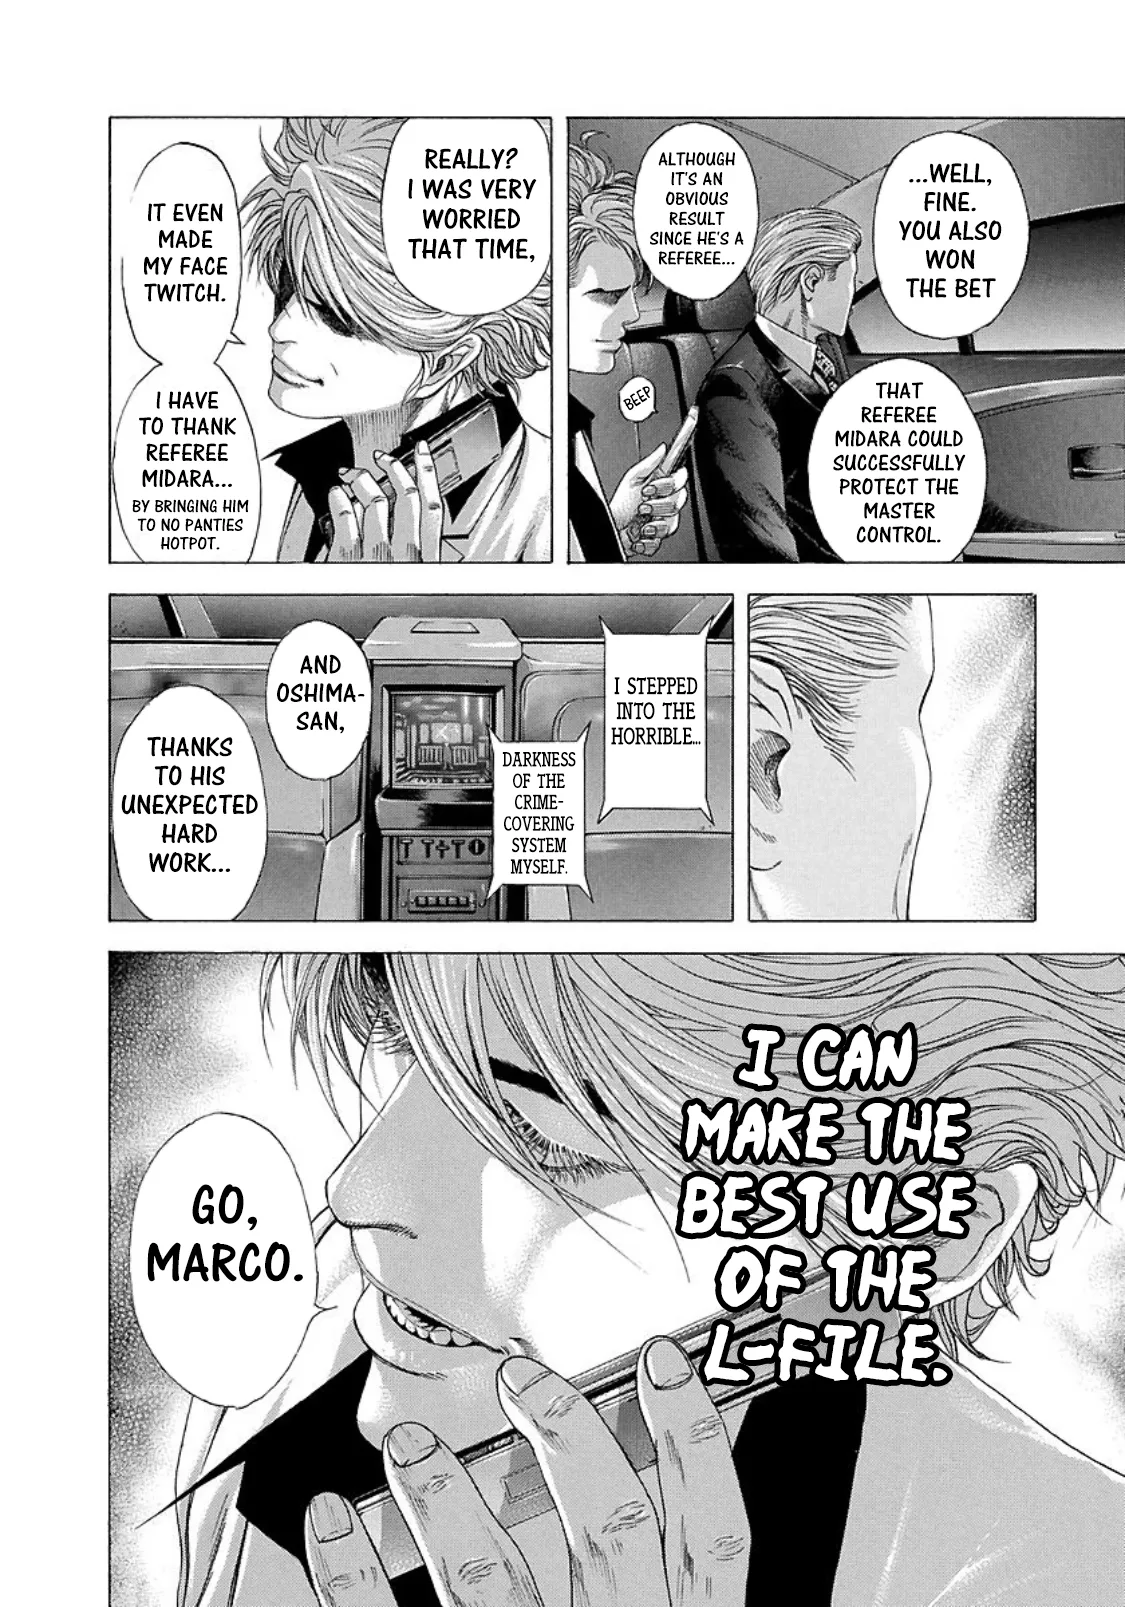 ...WELL,
FINE.
YOU ALSO
WON
THE BET
THAT
REFEREE
MIDARA COULD
SUCCESSFULLY
PROTECT THE
MASTER
CONTROL.
ALTHOUGH
IT'S AN
OBVIOUS
RESULT
SINCE HE'S A
REFEREE...
BEEP
REALLY?
I WAS VERY
WORRIED
THAT TIME,
IT EVEN
MADE
MY FACE
TWITCH.
I HAVE
TO THANK
REFEREE
MIDARA...
BY BRINGING HIM
TO NO PANTIES
HOTPOT.
I STEPPED
INTO THE
HORRIBLE...
DARKNESS
OF THE
CRIME-
COVERING
SYSTEM
MYSELF.
AND
OSHIMA-
SAN,
THANKS
TO HIS
UNEXPECTED
HARD
WORK...
I CAN
MAKE THE
BEST USE
OF THE
L-FILE.
GO,
MARCO.